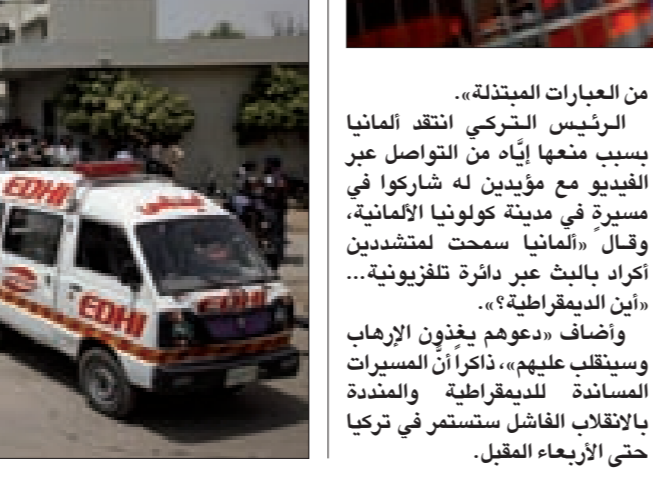 من العبارات المبتذلة».
الرئيس التركي انتقد ألمانيا
بسبب منعها إيَّاه من التواصل عبر
الفيديو مع مؤيدين له شاركوا في
مسيرةٍ في مدينة كولونيا الألمانية،
وقال «ألمانيا سمحت لمتشددين
أكراد بالبث عبر دائرة تلفزيونية...
«أين الديمقراطية؟».
وأضاف «دعوهم يغذون الإرهاب
وسينقلب عليهم»، ذاكراً أنَّ المسيرات
المساندة للديمقراطية والمنددة
بالانقلاب الفاشل ستستمر في تركيا
حتى الأربعاء المقبل.
EDHI
ايدهى
EDHI
EDHI